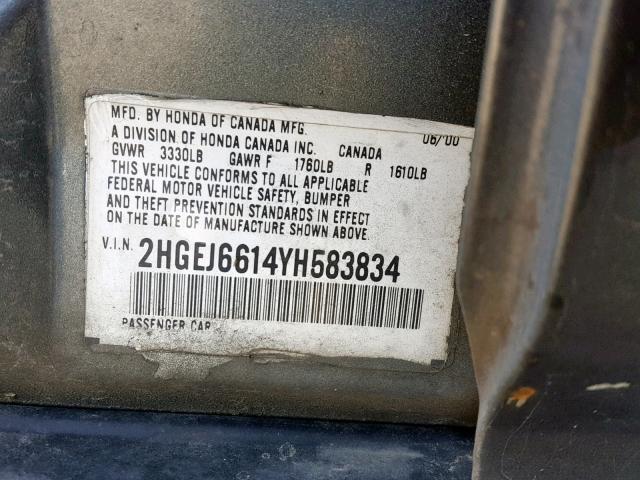 MFD. BY HONDA OF CANADA MFG. 06/00
A DIVISION OF HONDA CANADA INC. CANADA
GVWR 3330LB GAWR F 1760LB R 1610LB
THIS VEHICLE CONFORMS TO ALL APPLICABLE
FEDERAL MOTOR VEHICLE SAFETY, BUMPER
AND THEFT PREVENTION STANDARDS IN EFFECT
ON THE DATE OF MANUFACTURE SHOWN ABOVE.
V.I.N. 2HGEJ6614YH583834
PASSENGER CAR